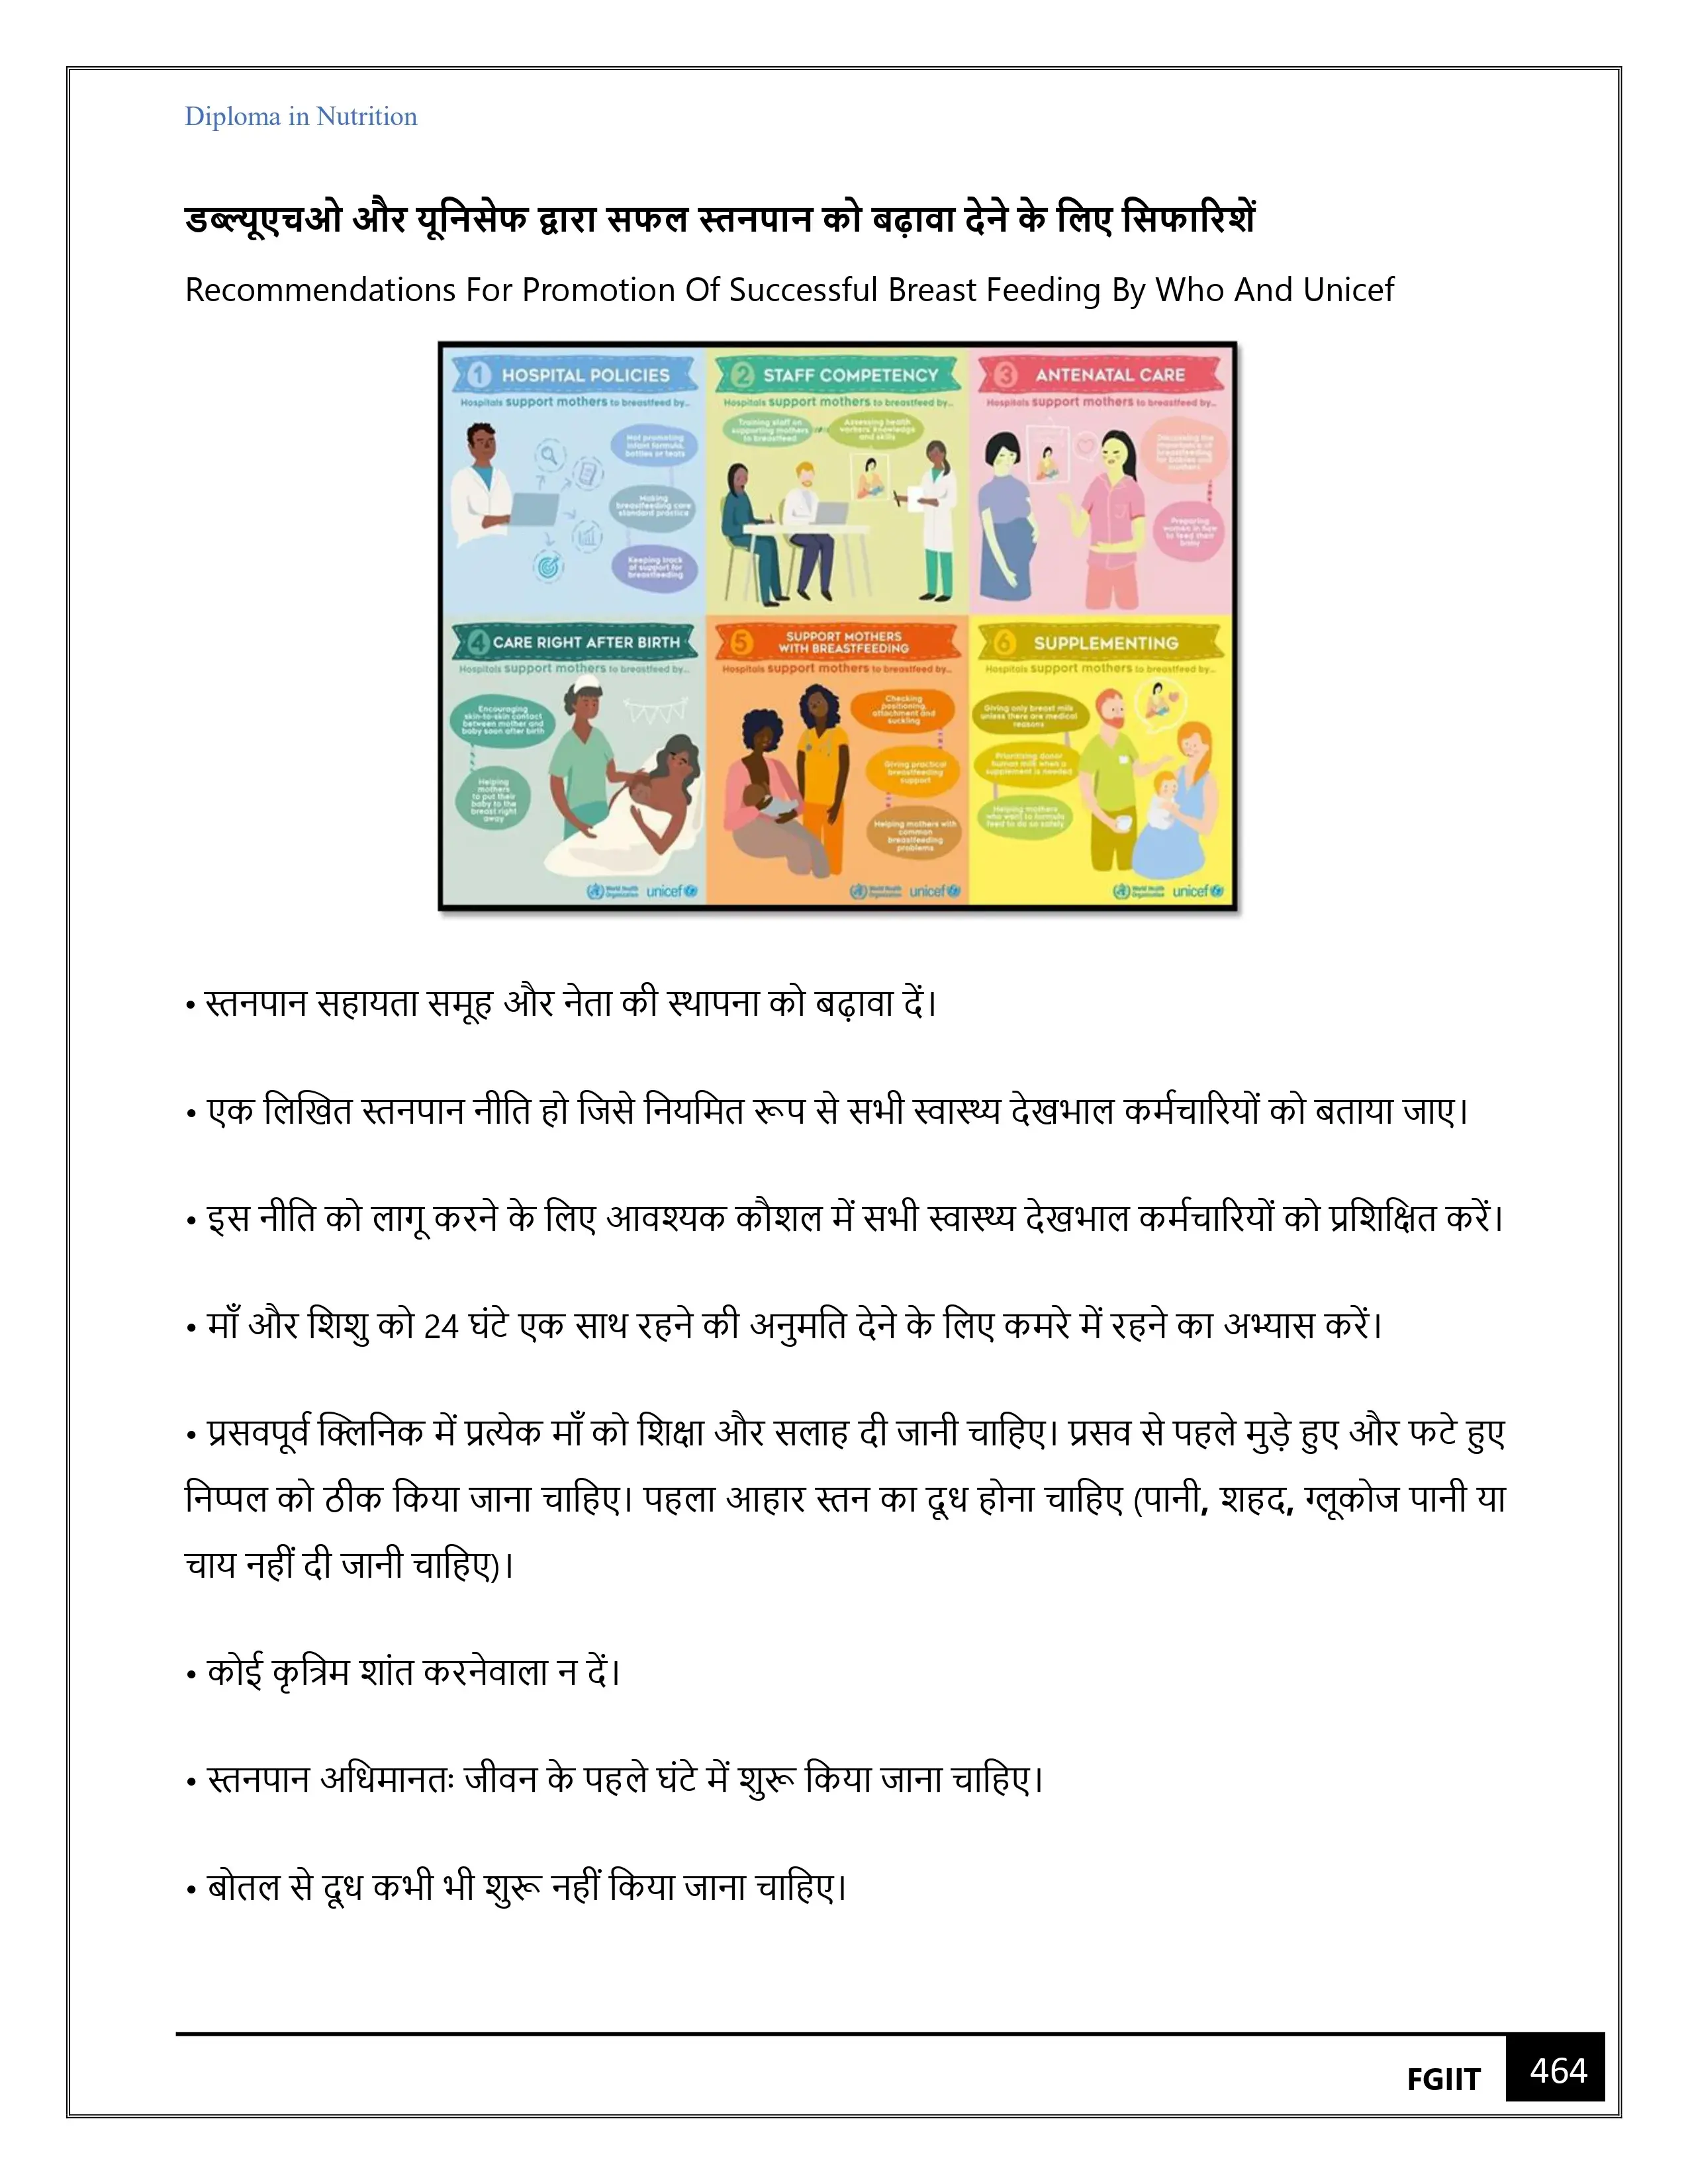 Diploma in Nutrition
डब्ल्यूएचओ और यूनिसेफ द्वारा सफल स्तनपान को बढ़ावा देने के लिए सिफारिशें
Recommendations For Promotion Of Successful Breast Feeding By Who And Unicef
1 HOSPITAL POLICIES
Hospitals support mothers to breastfeed by...
Not promoting
infant formula,
bottles or teats
Making
breastfeeding care
standard practice
Keeping track
of support for
breastfeeding
2 STAFF COMPETENCY
Hospitals support mothers to breastfeed by...
Training staff on
supporting mothers
to breastfeed
Assessing health
workers' knowledge
and skills
3 ANTENATAL CARE
Hospitals support mothers to breastfeed by...
Discussing the
importance of
breastfeeding
for babies and
mothers
Preparing
women in how
to feed their
baby
4 CARE RIGHT AFTER BIRTH
Hospitals support mothers to breastfeed by...
Encouraging
skin-to-skin contact
between mother and
baby soon after birth
Helping
mothers
to put their
baby to the
breast right
away
World Health
Organization
unicef
5 SUPPORT MOTHERS
WITH BREASTFEEDING
Hospitals support mothers to breastfeed by...
Checking
positioning,
attachment and
suckling
Giving practical
breastfeeding
support
Helping mothers with
common
breastfeeding
problems
World Health
Organization
unicef
6 SUPPLEMENTING
Hospitals support mothers to breastfeed by...
Giving only breast milk
unless there are medical
reasons
Prioritizing donor
human milk when a
supplement is needed
Helping mothers
who want to formula
feed to do so safely
World Health
Organization
unicef
• स्तनपान सहायता समूह और नेता की स्थापना को बढ़ावा दें।
• एक लिखित स्तनपान नीति हो जिसे नियमित रूप से सभी स्वास्थ्य देखभाल कर्मचारियों को बताया जाए।
• इस नीति को लागू करने के लिए आवश्यक कौशल में सभी स्वास्थ्य देखभाल कर्मचारियों को प्रशिक्षित करें।
• माँ और शिशु को 24 घंटे एक साथ रहने की अनुमति देने के लिए कमरे में रहने का अभ्यास करें।
• प्रसवपूर्व क्लिनिक में प्रत्येक माँ को शिक्षा और सलाह दी जानी चाहिए। प्रसव से पहले मुड़े हुए और फटे हुए
निप्पल को ठीक किया जाना चाहिए। पहला आहार स्तन का दूध होना चाहिए (पानी, शहद, ग्लूकोज पानी या
चाय नहीं दी जानी चाहिए)।
• कोई कृत्रिम शांत करनेवाला न दें।
• स्तनपान अधिमानतः जीवन के पहले घंटे में शुरू किया जाना चाहिए।
• बोतल से दूध कभी भी शुरू नहीं किया जाना चाहिए।
FGIIT 464